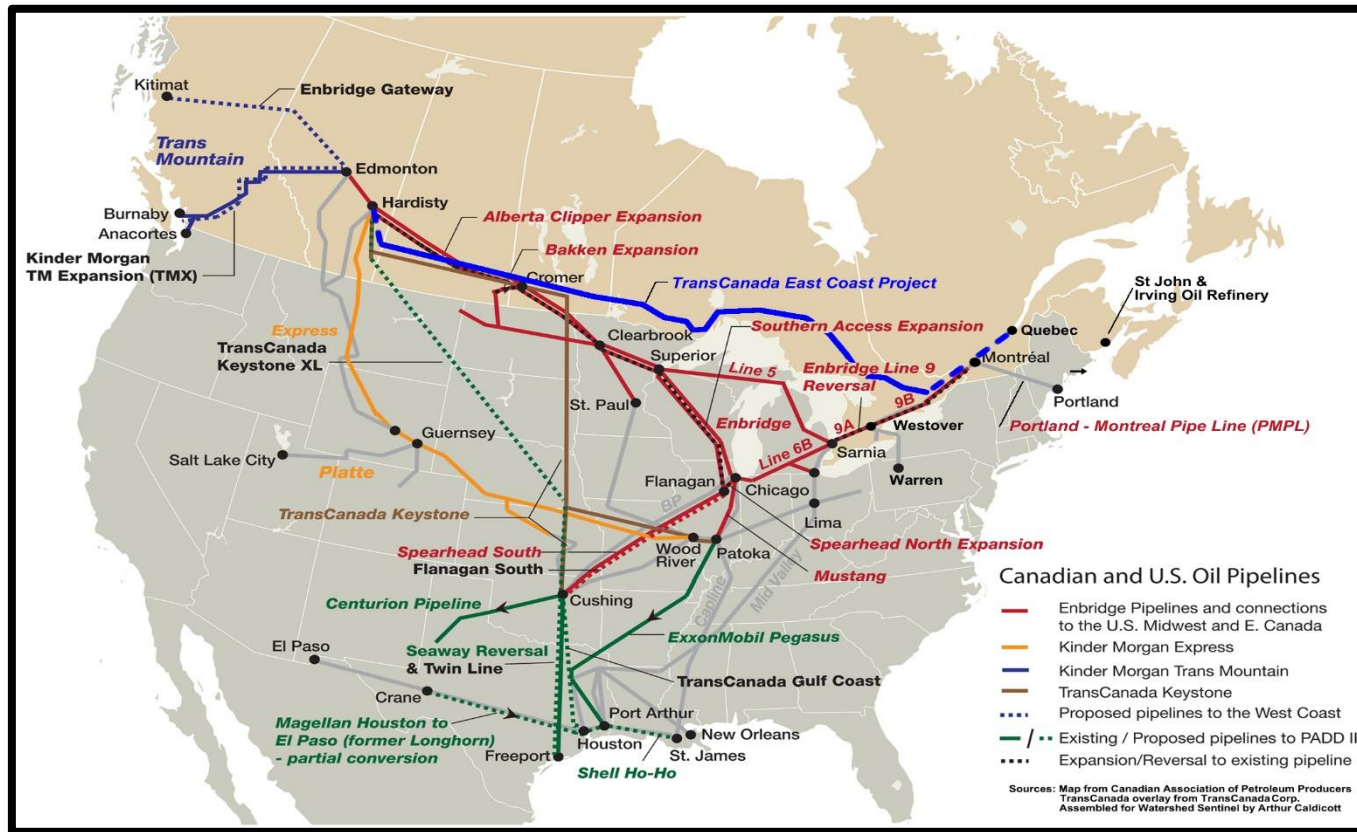 Kitimat
Enbridge Gateway
Trans
Mountain
Edmonton
Hardisty
Burnaby
Anacortes
Kinder Morgan
TM Expansion (TMX)
Alberta Clipper Expansion
Bakken Expansion
Cromer
TransCanada East Coast Project
St John &
Irving Oil Refinery
Quebec
Montréal
Express
TransCanada
Keystone XL
Clearbrook
Superior
Southern Access Expansion
Line 5
Enbridge Line 9
Reversal
9B
9A
St. Paul
Enbridge
Line 6B
Westover
Sarnia
Portland
Portland - Montreal Pipe Line (PMPL)
Guernsey
Salt Lake City
Platte
Flanagan
Chicago
Warren
Lima
BP
TransCanada Keystone
Spearhead South
Flanagan South
Wood
River
Patoka
Spearhead North Expansion
Mustang
Capline
Mid Valley
Cushing
Centurion Pipeline
ExxonMobil Pegasus
El Paso
Seaway Reversal
& Twin Line
TransCanada Gulf Coast
Crane
Magellan Houston to
El Paso (former Longhorn)
- partial conversion
Port Arthur
Houston
New Orleans
St. James
Freeport
Shell Ho-Ho
Canadian and U.S. Oil Pipelines
Enbridge Pipelines and connections
to the U.S. Midwest and E. Canada
Kinder Morgan Express
Kinder Morgan Trans Mountain
TransCanada Keystone
Proposed pipelines to the West Coast
Existing / Proposed pipelines to PADD III
Expansion/Reversal to existing pipeline
Sources: Map from Canadian Association of Petroleum Producers
TransCanada overlay from TransCanada Corp.
Assembled for Watershed Sentinel by Arthur Caldicott